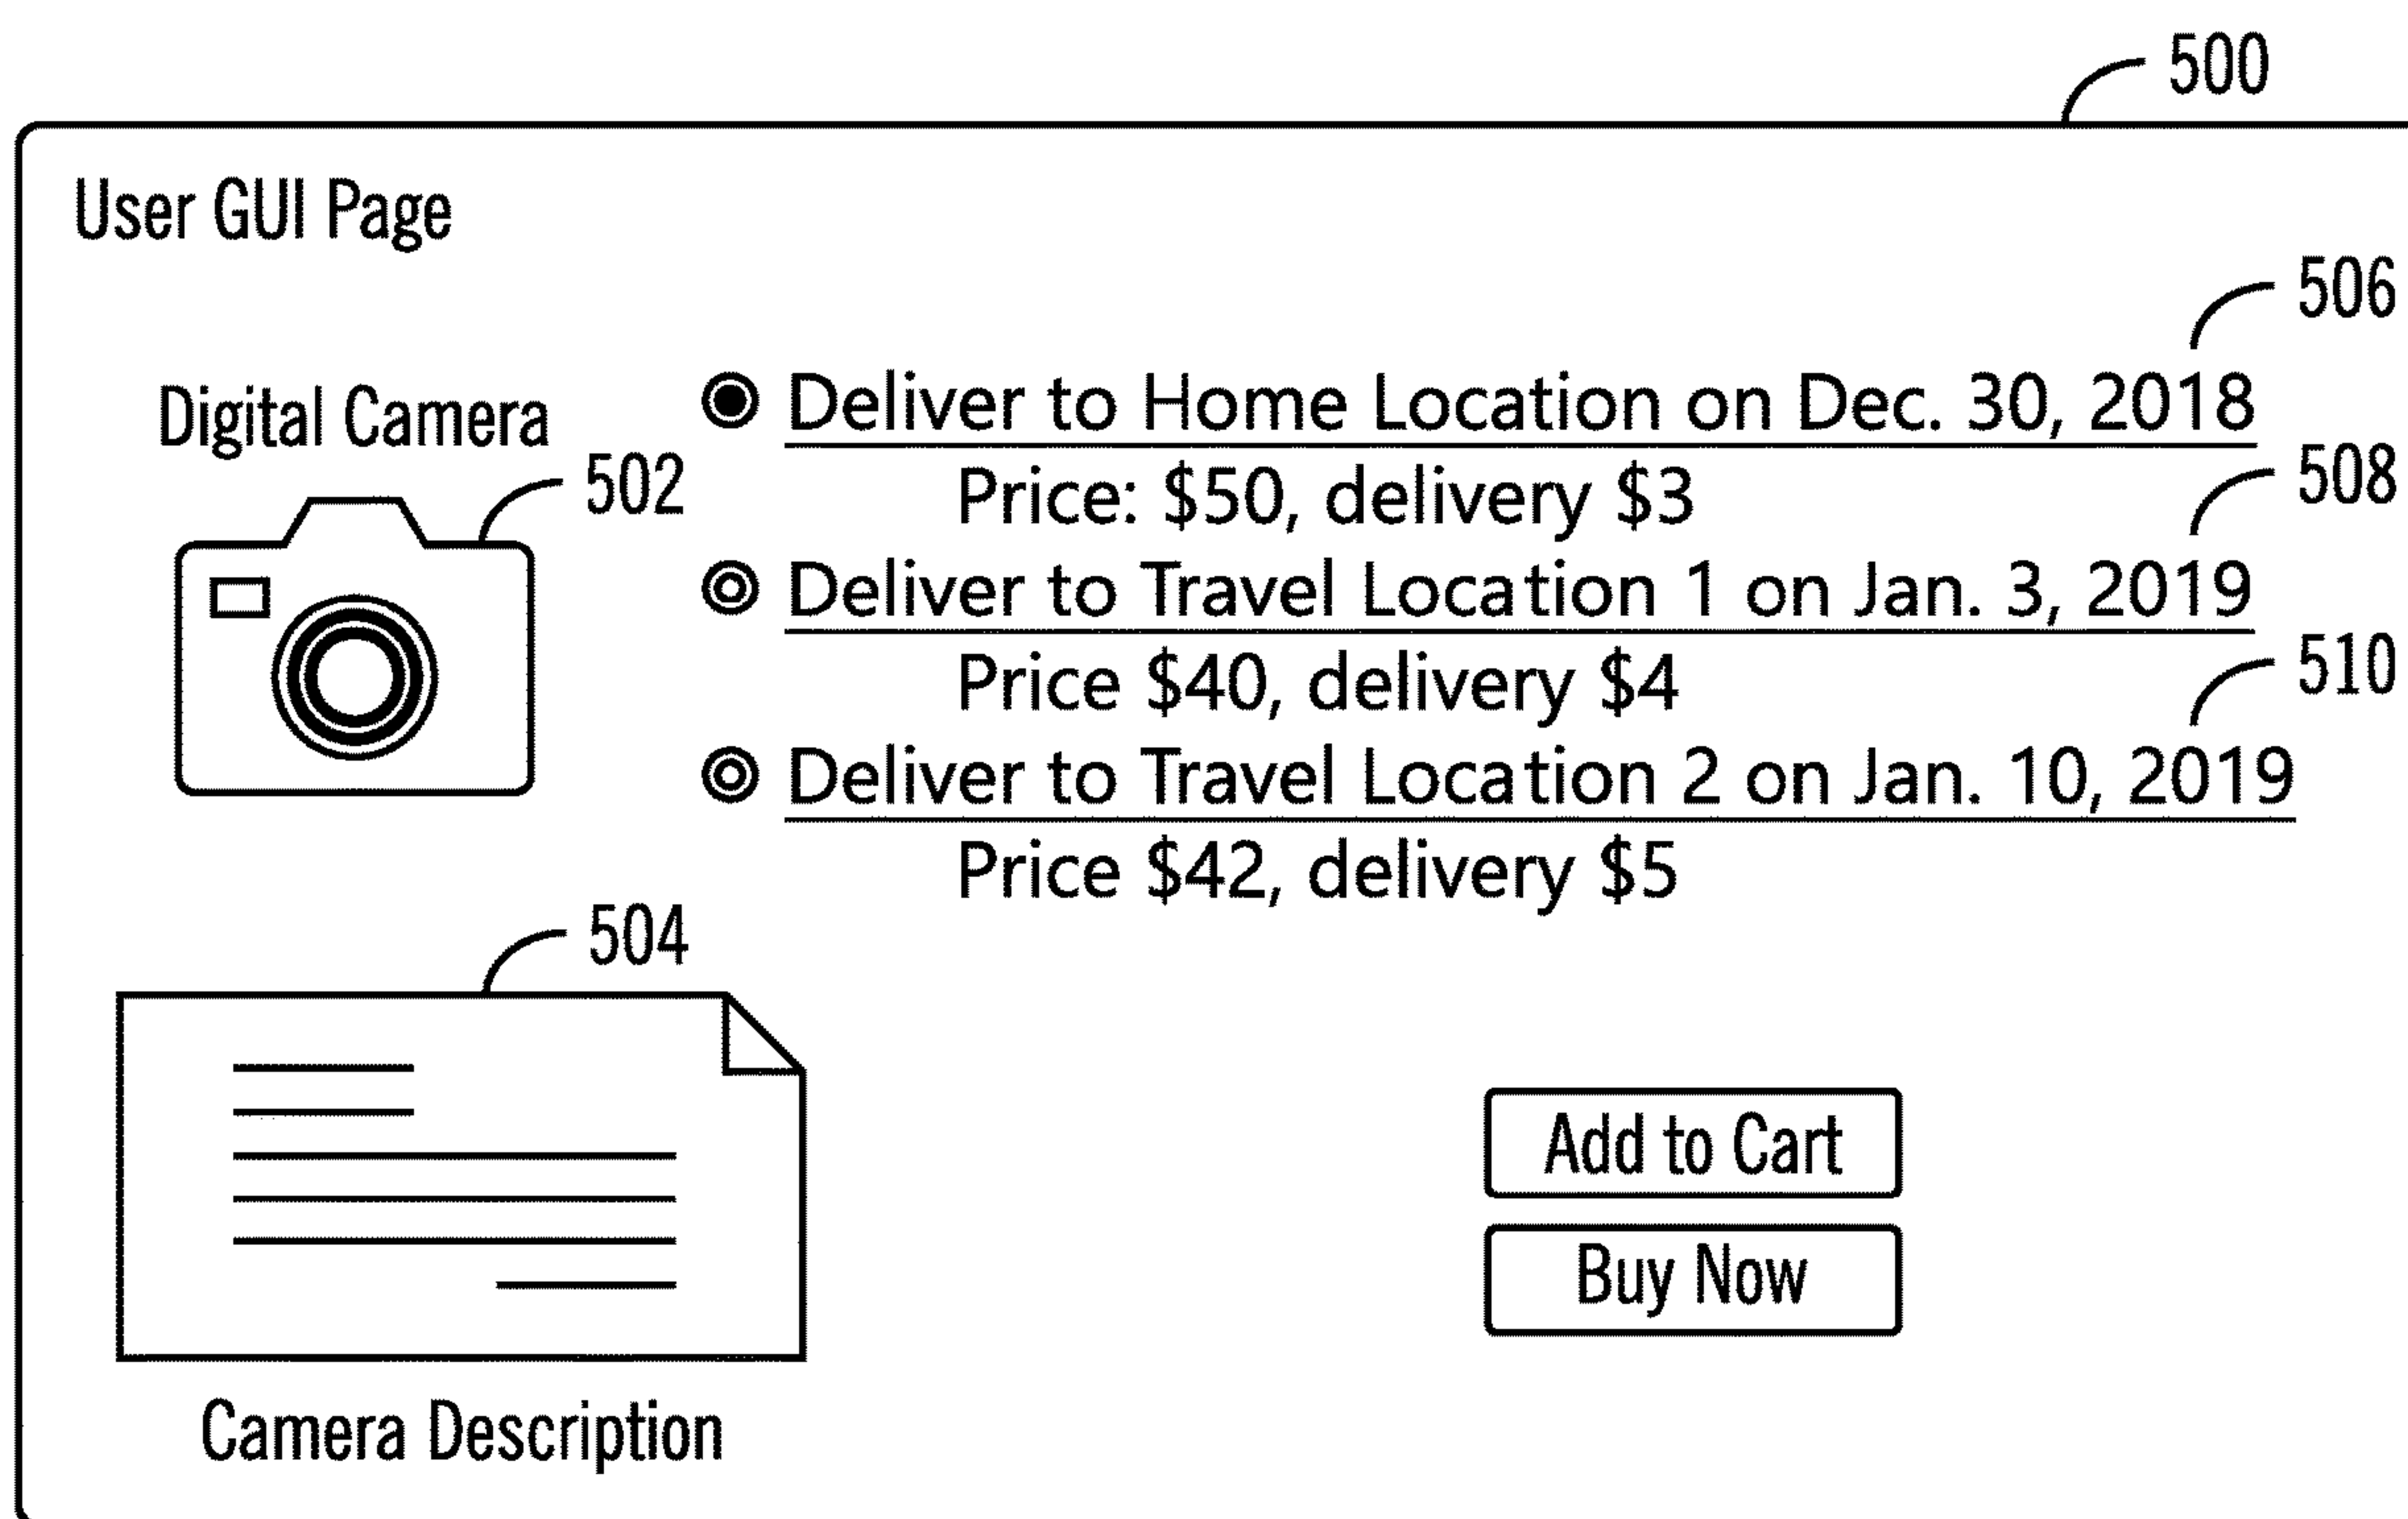 500
User GUI Page
506
Digital Camera
Deliver to Home Location on Dec. 30, 2018
502
Price: $50, delivery $3
508
Deliver to Travel Location 1 on Jan. 3, 2019
Price $40, delivery $4
510
Deliver to Travel Location 2 on Jan. 10, 2019
Price $42, delivery $5
504
Add to Cart
Buy Now
Camera Description